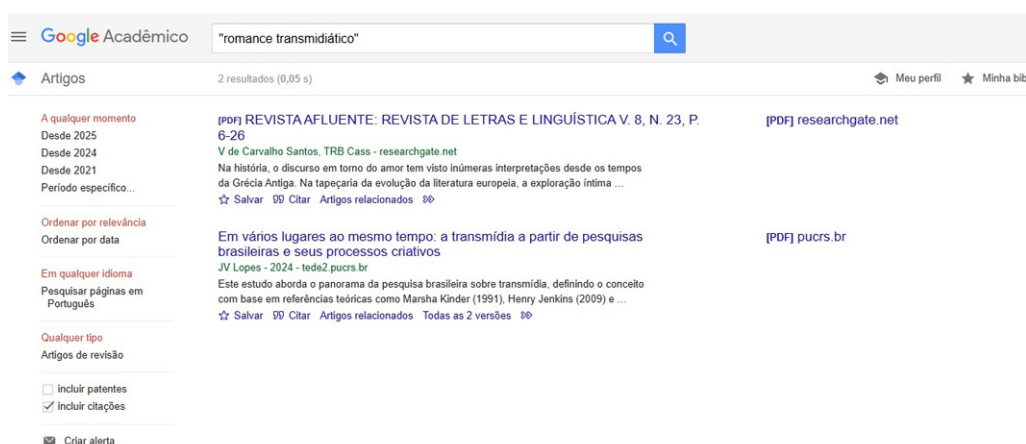 Google Acadêmico
"romance transmidiático"
Artigos
2 resultados (0,05 s)
Meu perfil
Minha bib
A qualquer momento
Desde 2025
Desde 2024
Desde 2021
Período específico...
Ordenar por relevância
Ordenar por data
Em qualquer idioma
Pesquisar páginas em
Português
Qualquer tipo
Artigos de revisão
incluir patentes
incluir citações
Criar alerta
[PDF] REVISTA AFLUENTE: REVISTA DE LETRAS E LINGUÍSTICA V. 8, N. 23, P.
6-26
V de Carvalho Santos, TRB Cass - researchgate.net
Na história, o discurso em torno do amor tem visto inúmeras interpretações desde os tempos
da Grécia Antiga. Na tapeçaria da evolução da literatura europeia, a exploração íntima ...
Salvar Citar Artigos relacionados
[PDF] researchgate.net
Em vários lugares ao mesmo tempo: a transmídia a partir de pesquisas
brasileiras e seus processos criativos
JV Lopes - 2024 - tede2.pucrs.br
Este estudo aborda o panorama da pesquisa brasileira sobre transmídia, definindo o conceito
com base em referências teóricas como Marsha Kinder (1991), Henry Jenkins (2009) e ...
Salvar Citar Artigos relacionados Todas as 2 versões
[PDF] pucrs.br